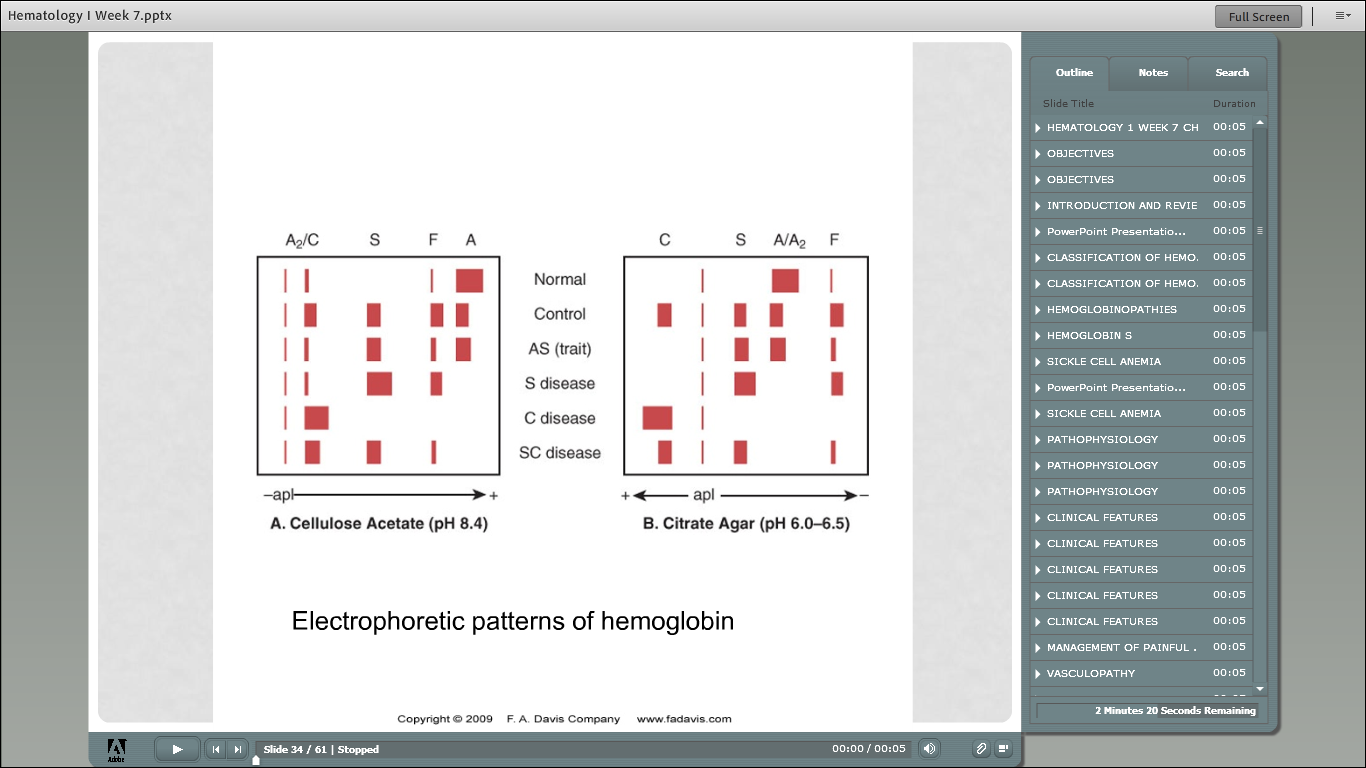 Hematology I Week 7.pptx
Full Screen
A₂/C S F A
C S A/A₂ F
Normal
Control
AS (trait)
S disease
C disease
SC disease
–apl +
+ apl –
A. Cellulose Acetate (pH 8.4)
B. Citrate Agar (pH 6.0–6.5)
Electrophoretic patterns of hemoglobin
Copyright © 2009 F. A. Davis Company www.fadavis.com
Adobe
Slide 34 / 61 | Stopped
00:00 / 00:05
Outline Notes Search
Slide Title Duration
HEMATOLOGY 1 WEEK 7 CH 00:05
OBJECTIVES 00:05
OBJECTIVES 00:05
INTRODUCTION AND REVIE 00:05
PowerPoint Presentatio... 00:05
CLASSIFICATION OF HEMO. 00:05
CLASSIFICATION OF HEMO. 00:05
HEMOGLOBINOPATHIES 00:05
HEMOGLOBIN S 00:05
SICKLE CELL ANEMIA 00:05
PowerPoint Presentatio... 00:05
SICKLE CELL ANEMIA 00:05
PATHOPHYSIOLOGY 00:05
PATHOPHYSIOLOGY 00:05
PATHOPHYSIOLOGY 00:05
CLINICAL FEATURES 00:05
CLINICAL FEATURES 00:05
CLINICAL FEATURES 00:05
CLINICAL FEATURES 00:05
CLINICAL FEATURES 00:05
MANAGEMENT OF PAINFUL . 00:05
VASCULOPATHY 00:05
2 Minutes 20 Seconds Remaining